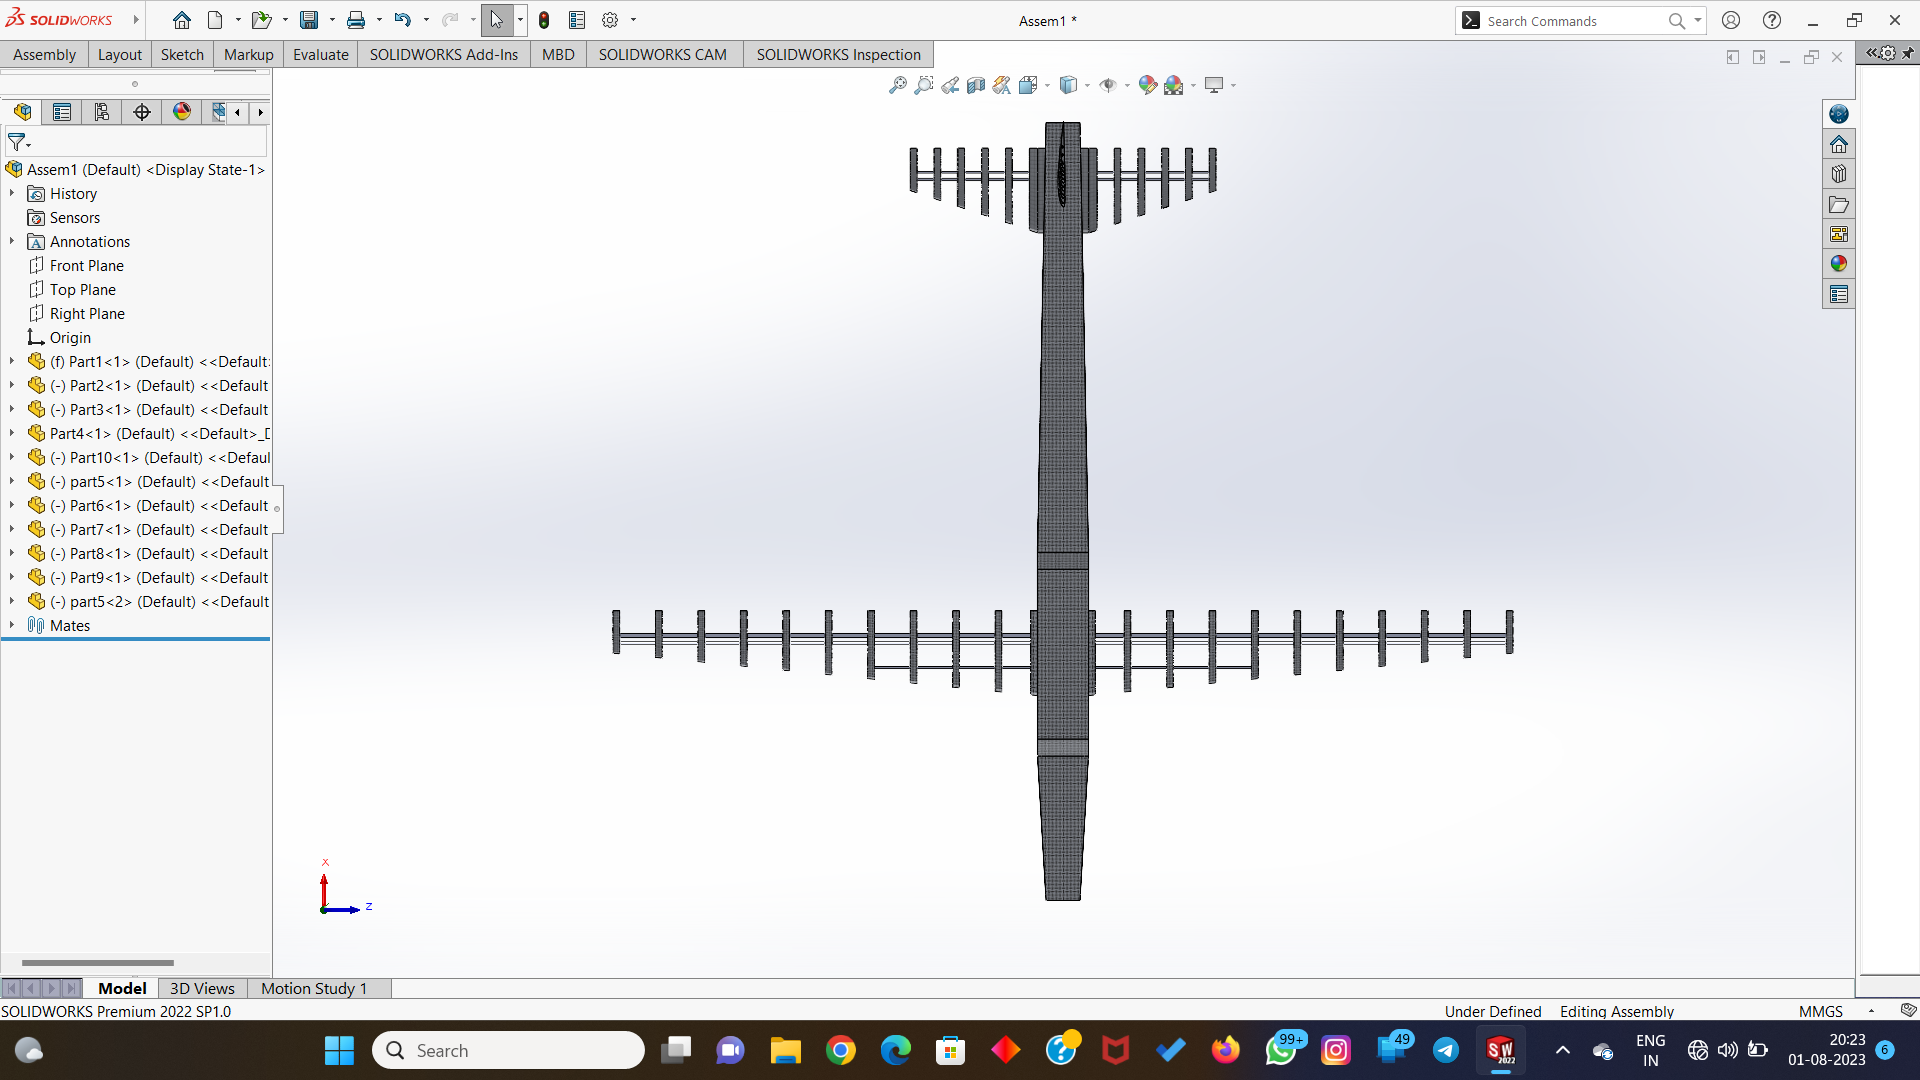 SOLIDWORKS
Assem1 *
Search Commands
Assembly
Layout
Sketch
Markup
Evaluate
SOLIDWORKS Add-Ins
MBD
SOLIDWORKS CAM
SOLIDWORKS Inspection
Assem1 (Default) <Display State-1>
History
Sensors
Annotations
Front Plane
Top Plane
Right Plane
Origin
(f) Part1<1> (Default) <<Default>
(-) Part2<1> (Default) <<Default
(-) Part3<1> (Default) <<Default
Part4<1> (Default) <<Default>_D
(-) Part10<1> (Default) <<Defaul
(-) part5<1> (Default) <<Default
(-) Part6<1> (Default) <<Default
(-) Part7<1> (Default) <<Default
(-) Part8<1> (Default) <<Default
(-) Part9<1> (Default) <<Default
(-) part5<2> (Default) <<Default
Mates
X
Z
Model
3D Views
Motion Study 1
SOLIDWORKS Premium 2022 SP1.0
Under Defined
Editing Assembly
MMGS
Search
99+
49
SW
2022
ENG
IN
20:23
01-08-2023
6